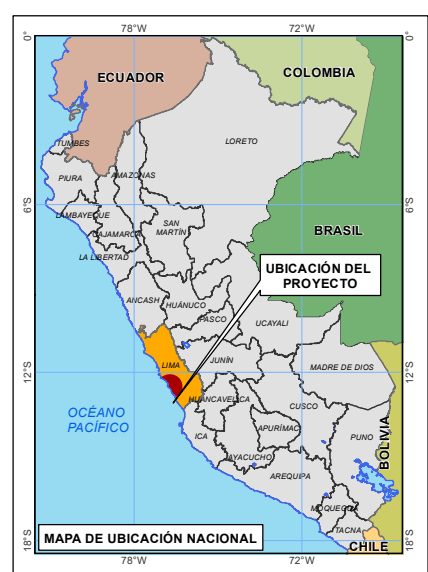 78°W
72°W
0°
0°
ECUADOR
COLOMBIA
TUMBES
LORETO
PIURA
AMAZONAS
6°S
6°S
LAMBAYEQUE
CAJAMARCA
SAN
MARTÍN
BRASIL
LA LIBERTAD
UBICACIÓN DEL
PROYECTO
ANCASH
HUÁNUCO
PASCO
UCAYALI
JUNÍN
LIMA
12°S
12°S
MADRE DE DIOS
HUANCAVELICA
CUSCO
OCÉANO
PACÍFICO
APURÍMAC
ICA
PUNO
BOLIVIA
AYACUCHO
AREQUIPA
MOQUEGUA
TACNA
MAPA DE UBICACIÓN NACIONAL
CHILE
18°S
18°S
78°W
72°W